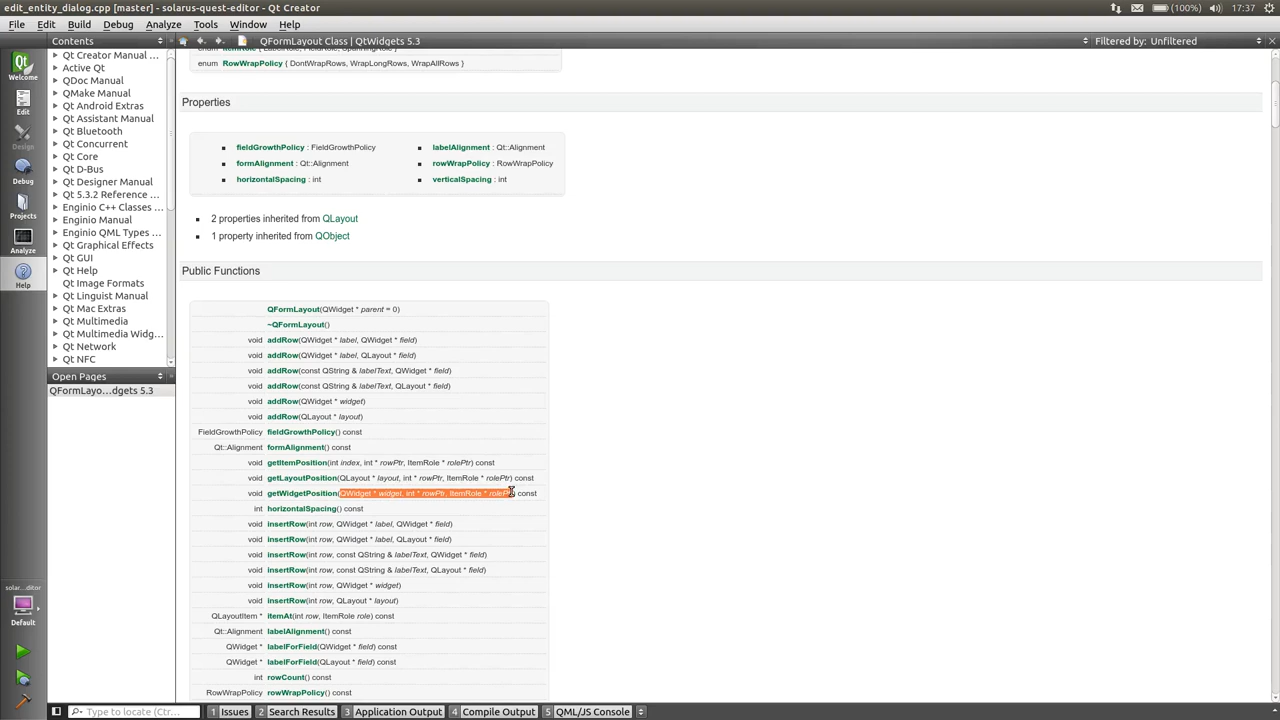 edit_entity_dialog.cpp [master] - solarus-quest-editor - Qt Creator
(100%)
17:37
File Edit Build Debug Analyze Tools Window Help
Contents
QFormLayout Class | QtWidgets 5.3
Filtered by: Unfiltered
Welcome
Edit
Design
Debug
Projects
Analyze
Help
solar...ditor
Default
Qt Creator Manual ...
Active Qt
QDoc Manual
QMake Manual
Qt Android Extras
Qt Assistant Manual
Qt Bluetooth
Qt Concurrent
Qt Core
Qt D-Bus
Qt Designer Manual
Qt 5.3.2 Reference ...
Enginio C++ Classes ...
Enginio Manual
Enginio QML Types ...
Qt Graphical Effects
Qt GUI
Qt Help
Qt Image Formats
Qt Linguist Manual
Qt Mac Extras
Qt Multimedia
Qt Multimedia Widg...
Qt Network
Qt NFC
Open Pages
QFormLayo...dgets 5.3
enum ItemRole { LabelRole, FieldRole, SpanningRole }
enum RowWrapPolicy { DontWrapRows, WrapLongRows, WrapAllRows }
Properties
fieldGrowthPolicy : FieldGrowthPolicy
formAlignment : Qt::Alignment
horizontalSpacing : int
labelAlignment : Qt::Alignment
rowWrapPolicy : RowWrapPolicy
verticalSpacing : int
2 properties inherited from QLayout
1 property inherited from QObject
Public Functions
QFormLayout(QWidget * parent = 0)
~QFormLayout()
void addRow(QWidget * label, QWidget * field)
void addRow(QWidget * label, QLayout * field)
void addRow(const QString & labelText, QWidget * field)
void addRow(const QString & labelText, QLayout * field)
void addRow(QWidget * widget)
void addRow(QLayout * layout)
FieldGrowthPolicy fieldGrowthPolicy() const
Qt::Alignment formAlignment() const
void getItemPosition(int index, int * rowPtr, ItemRole * rolePtr) const
void getLayoutPosition(QLayout * layout, int * rowPtr, ItemRole * rolePtr) const
void getWidgetPosition(QWidget * widget, int * rowPtr, ItemRole * rolePtr) const
int horizontalSpacing() const
void insertRow(int row, QWidget * label, QWidget * field)
void insertRow(int row, QWidget * label, QLayout * field)
void insertRow(int row, const QString & labelText, QWidget * field)
void insertRow(int row, const QString & labelText, QLayout * field)
void insertRow(int row, QWidget * widget)
void insertRow(int row, QLayout * layout)
QLayoutItem * itemAt(int row, ItemRole role) const
Qt::Alignment labelAlignment() const
QWidget * labelForField(QWidget * field) const
QWidget * labelForField(QLayout * field) const
int rowCount() const
RowWrapPolicy rowWrapPolicy() const
Type to locate (Ctrl...
1 Issues 2 Search Results 3 Application Output 4 Compile Output 5 QML/JS Console